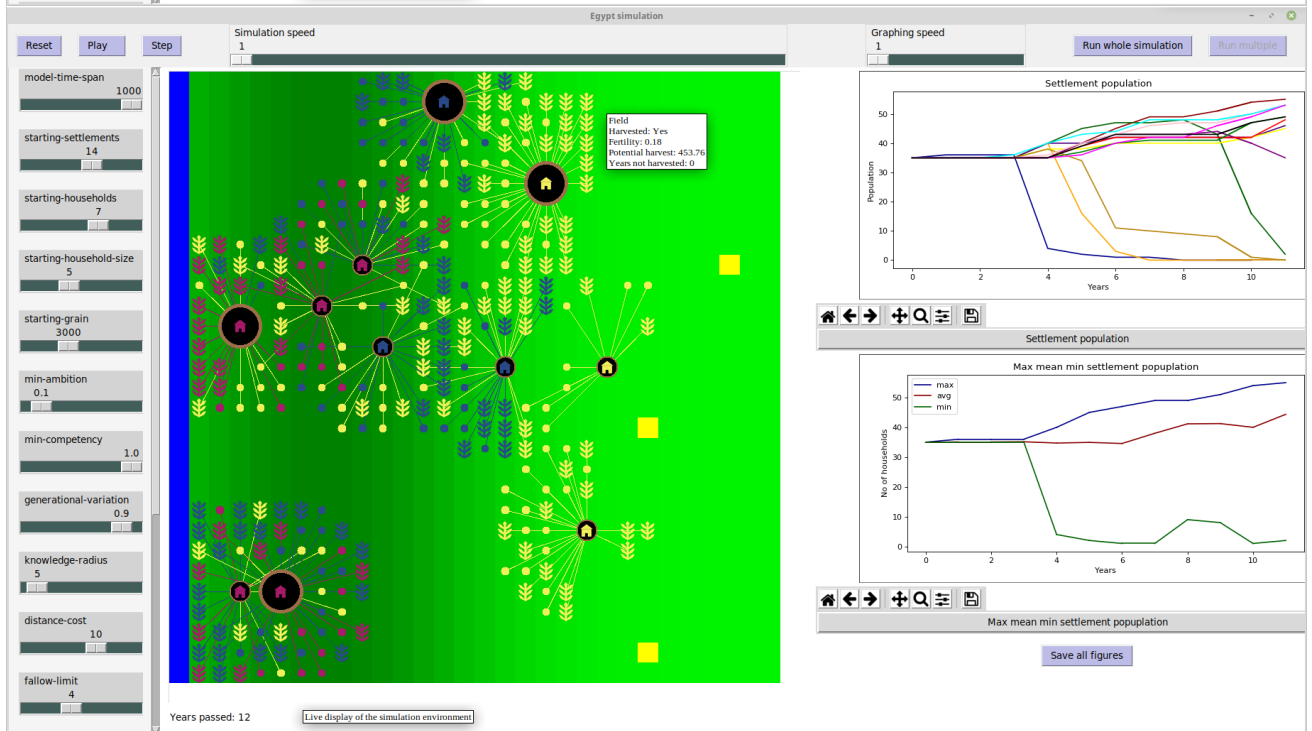 Egypt simulation
Reset
Play
Step
Simulation speed
1
Graphing speed
1
Run whole simulation
Run multiple
model-time-span
1000
starting-settlements
14
starting-households
7
starting-household-size
5
starting-grain
3000
min-ambition
0.1
min-competency
1.0
generational-variation
0.9
knowledge-radius
5
distance-cost
10
fallow-limit
4
Field
Harvested: Yes
Fertility: 0.18
Potential harvest: 453.76
Years not harvested: 0
Years passed: 12
Live display of the simulation environment
Settlement population
Population
50
40
30
20
10
0
0 2 4 6 8 10
Years
Settlement population
Max mean min settlement popupulation
max
avg
min
No of households
50
40
30
20
10
0
0 2 4 6 8 10
Years
Max mean min settlement popupulation
Save all figures